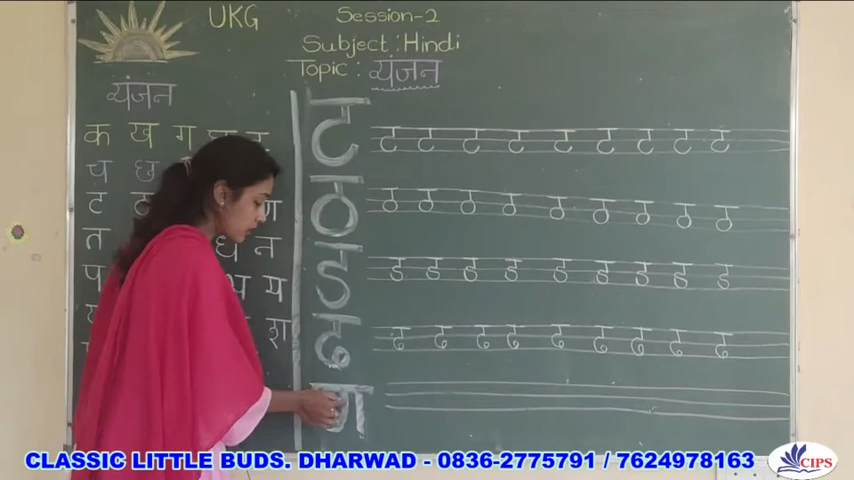 UKG
Session-2
Subject : Hindi
Topic : व्यंजन
व्यंजन
क ख ग
च छ
ट
त ध न
प य
ट ट ट ट ट ट ट ट ट ट
ठ ठ ठ ठ ठ ठ ठ ठ ठ ठ
ड ड ड ड ड ड ड ड ड ड
ढ ढ ढ ढ ढ ढ ढ ढ ढ ढ
ण
CLASSIC LITTLE BUDS. DHARWAD - 0836-2775791 / 7624978163
CIPS